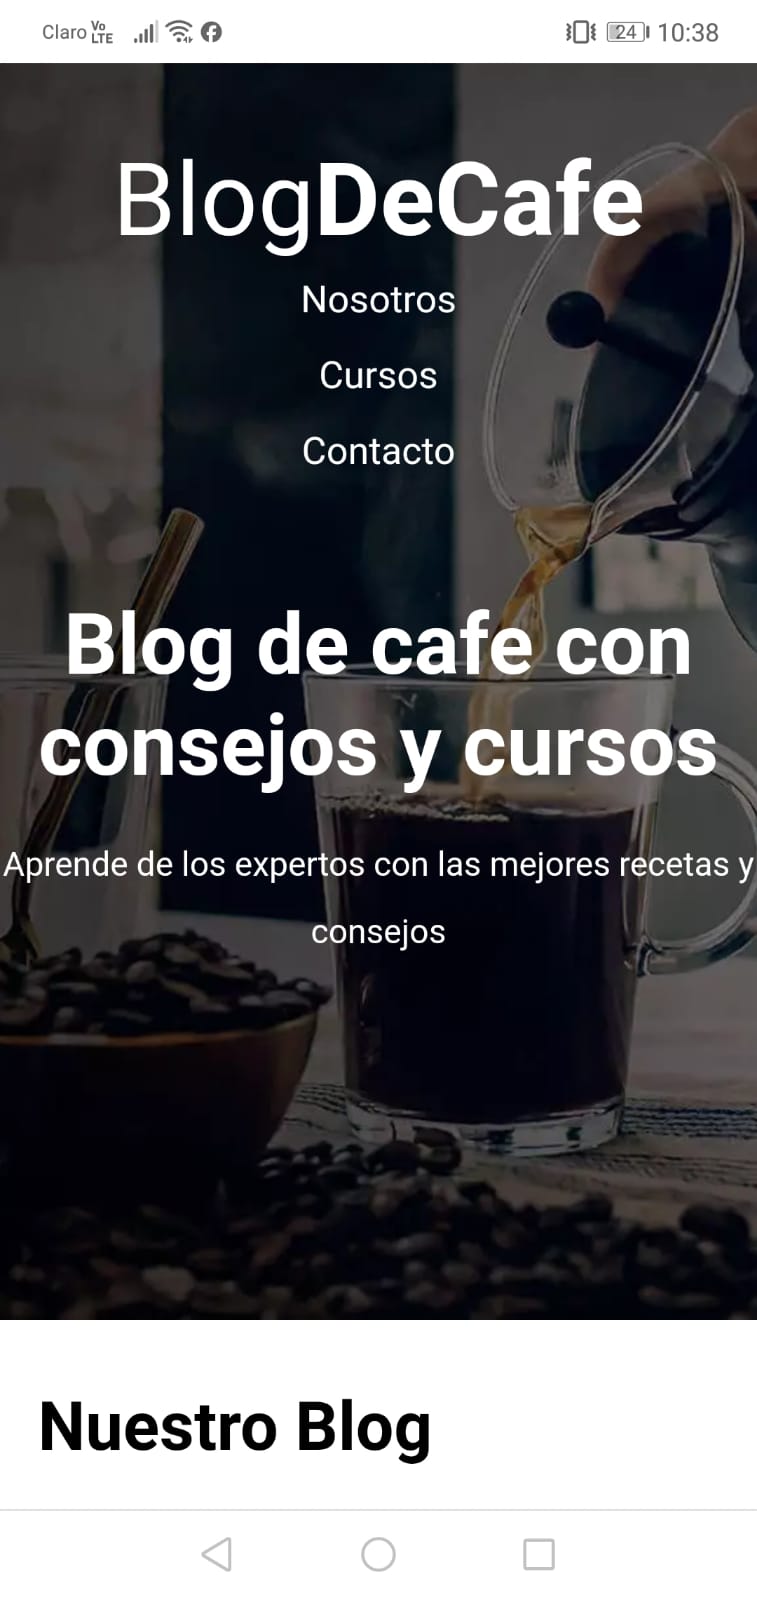 Claro Vo LTE 24 10:38
BlogDeCafe
Nosotros
Cursos
Contacto
Blog de cafe con
consejos y cursos
Aprende de los expertos con las mejores recetas y
consejos
Nuestro Blog